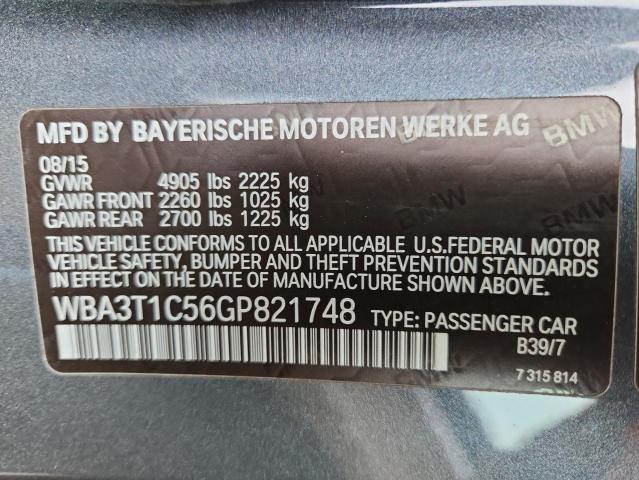 MFD BY BAYERISCHE MOTOREN WERKE AG
08/15
GVWR 4905 lbs 2225 kg
GAWR FRONT 2260 lbs 1025 kg
GAWR REAR 2700 lbs 1225 kg
THIS VEHICLE CONFORMS TO ALL APPLICABLE U.S.FEDERAL MOTOR
VEHICLE SAFETY, BUMPER AND THEFT PREVENTION STANDARDS
IN EFFECT ON THE DATE OF MANUFACTURE SHOWN ABOVE.
WBA3T1C56GP821748 TYPE: PASSENGER CAR
B39/7
7 315 814
BMW
BMW
BMW